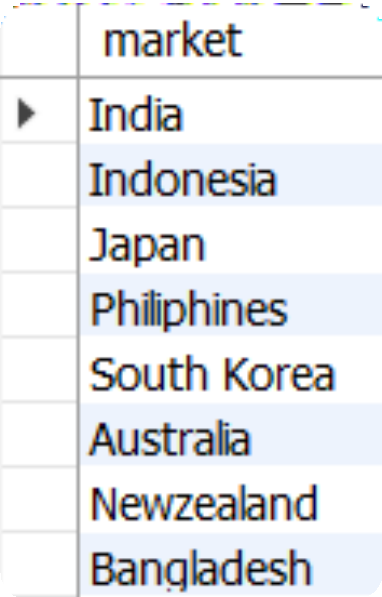 market
India
Indonesia
Japan
Philiphines
South Korea
Australia
Newzealand
Bangladesh